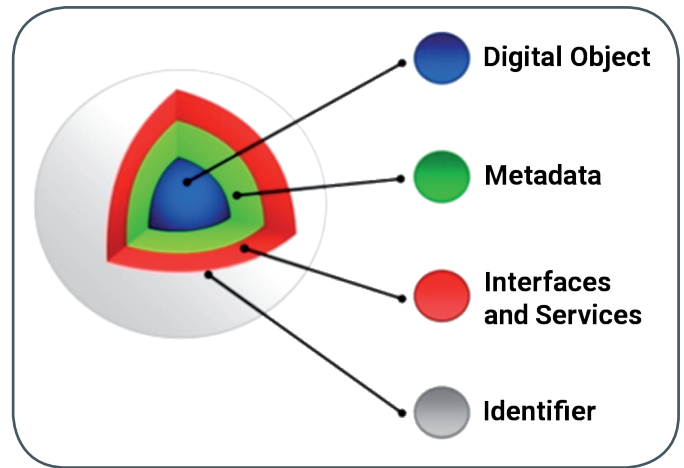 Digital Object
Metadata
Interfaces
and Services
Identifier